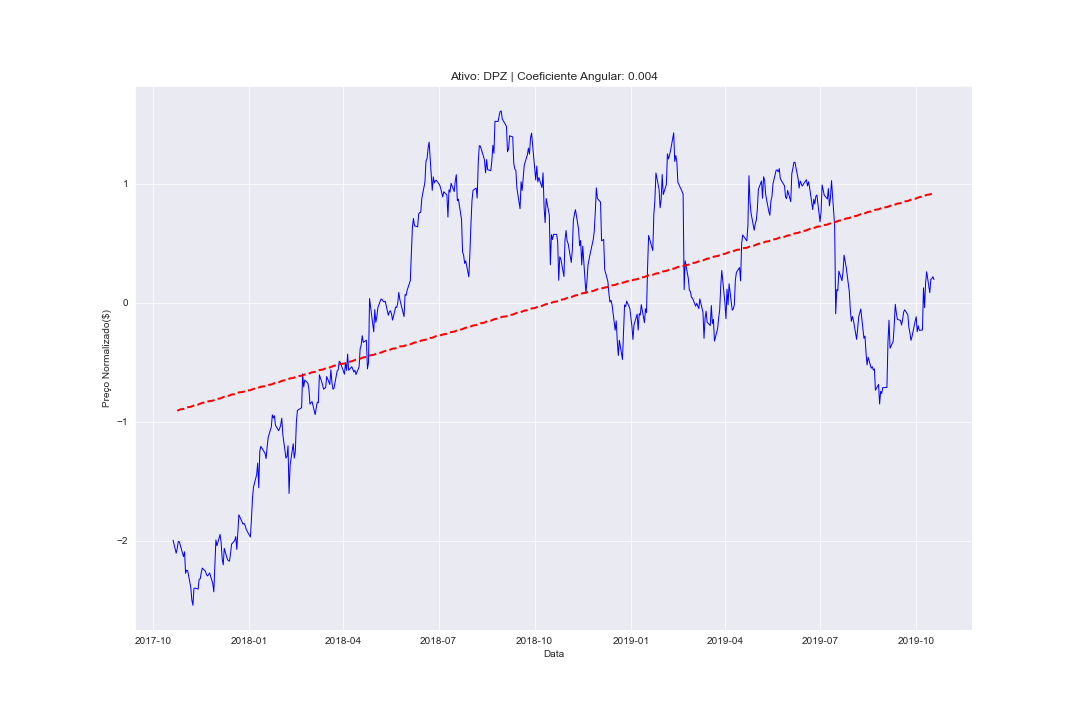 Ativo: DPZ | Coeficiente Angular: 0.004
Preço Normalizado($)
1
0
−1
−2
2017-10 2018-01 2018-04 2018-07 2018-10 2019-01 2019-04 2019-07 2019-10
Data